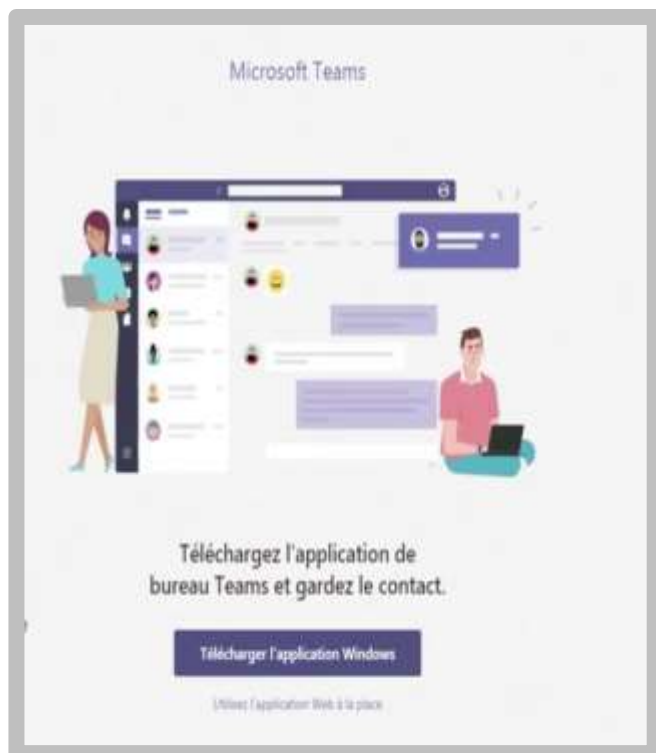 Microsoft Teams
Téléchargez l'application de
bureau Teams et gardez le contact.
Télécharger l'application Windows
Utilisez l'application Web à la place